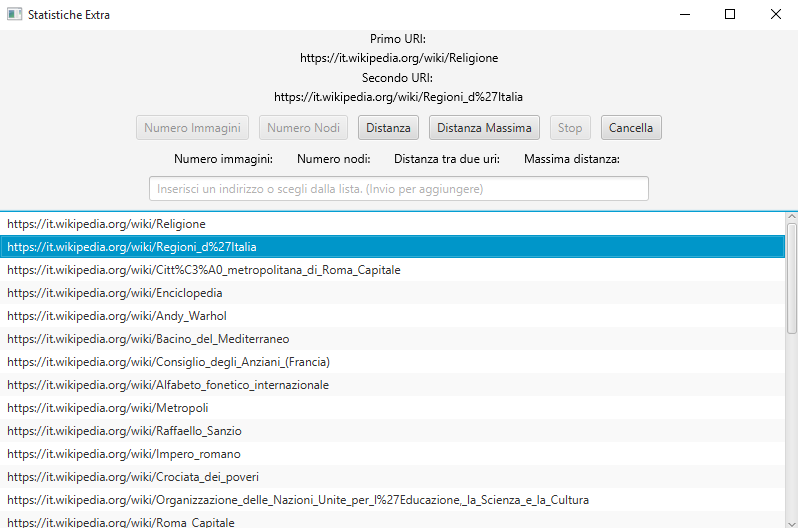 Statistiche Extra
Primo URI:
https://it.wikipedia.org/wiki/Religione
Secondo URI:
https://it.wikipedia.org/wiki/Regioni_d%27Italia
Numero Immagini Numero Nodi Distanza Distanza Massima Stop Cancella
Numero immagini: Numero nodi: Distanza tra due uri: Massima distanza:
Inserisci un indirizzo o scegli dalla lista. (Invio per aggiungere)
https://it.wikipedia.org/wiki/Religione
https://it.wikipedia.org/wiki/Regioni_d%27Italia
https://it.wikipedia.org/wiki/Citt%C3%A0_metropolitana_di_Roma_Capitale
https://it.wikipedia.org/wiki/Enciclopedia
https://it.wikipedia.org/wiki/Andy_Warhol
https://it.wikipedia.org/wiki/Bacino_del_Mediterraneo
https://it.wikipedia.org/wiki/Consiglio_degli_Anziani_(Francia)
https://it.wikipedia.org/wiki/Alfabeto_fonetico_internazionale
https://it.wikipedia.org/wiki/Metropoli
https://it.wikipedia.org/wiki/Raffaello_Sanzio
https://it.wikipedia.org/wiki/Impero_romano
https://it.wikipedia.org/wiki/Crociata_dei_poveri
https://it.wikipedia.org/wiki/Organizzazione_delle_Nazioni_Unite_per_l%27Educazione,_la_Scienza_e_la_Cultura
https://it.wikipedia.org/wiki/Roma_Capitale